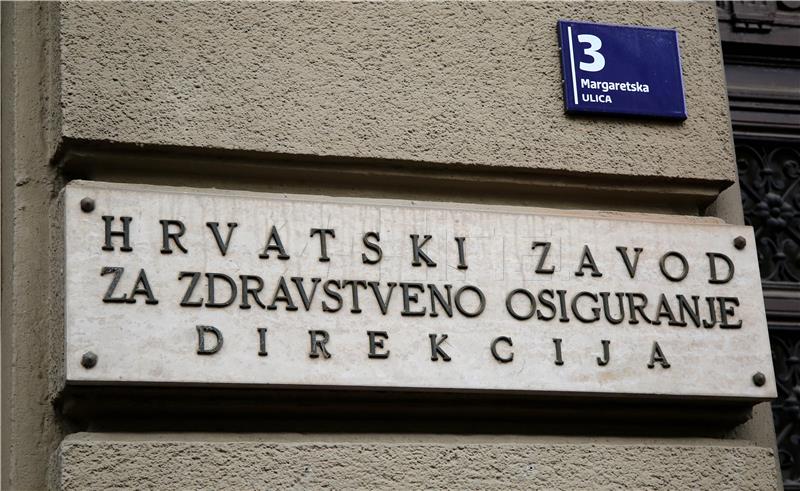 3
Margaretska
ULICA
HRVATSKI ZAVOD
ZA ZDRAVSTVENO OSIGURANJE
DIREKCIJA